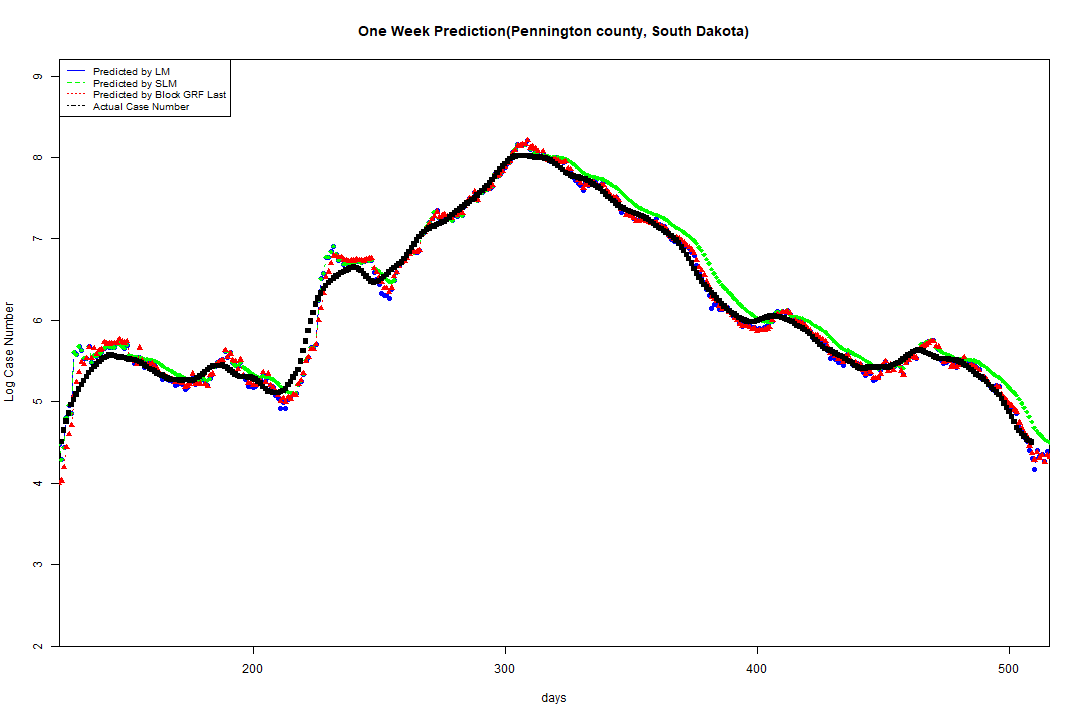 One Week Prediction(Pennington county, South Dakota)
Predicted by LM
Predicted by SLM
Predicted by Block GRF Last
Actual Case Number
Log Case Number
9
8
7
6
5
4
3
2
200
300
400
500
days